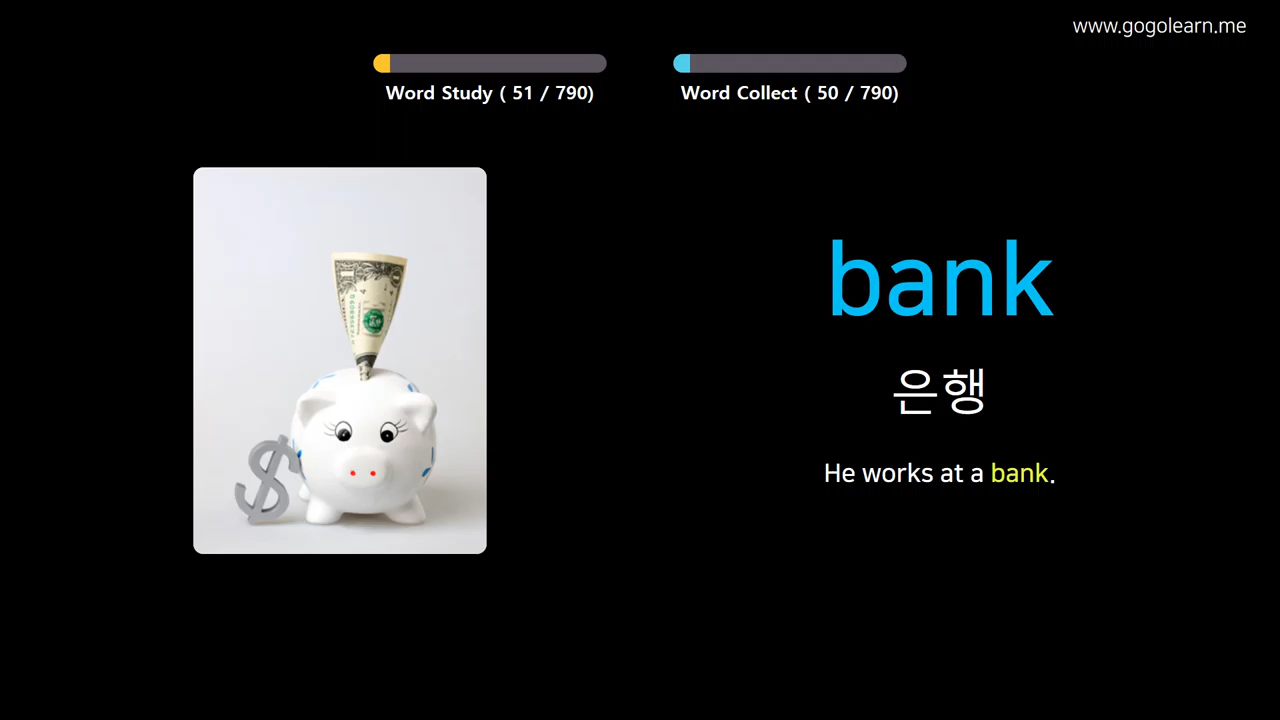 www.gogolearn.me
Word Study ( 51 / 790)
Word Collect ( 50 / 790)
bank
은행
He works at a bank.
$